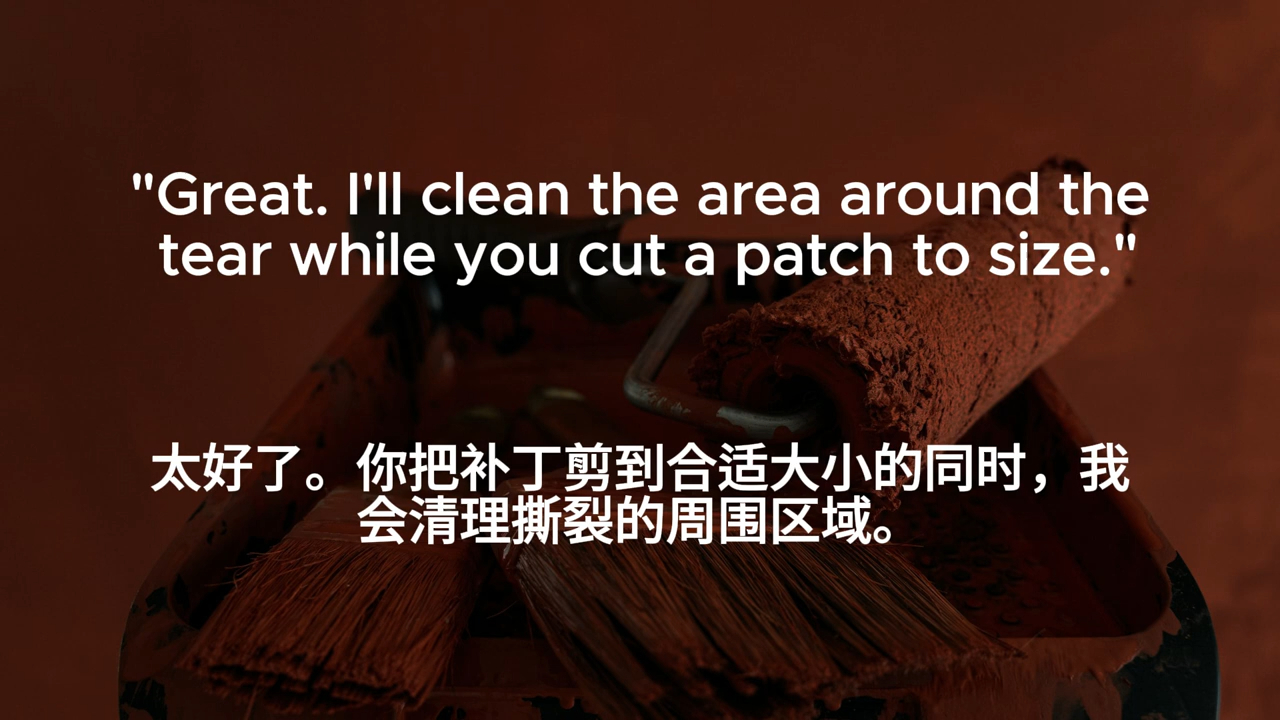 "Great. I'll clean the area around the
tear while you cut a patch to size."
太好了。你把补丁剪到合适大小的同时，我
会清理撕裂的周围区域。